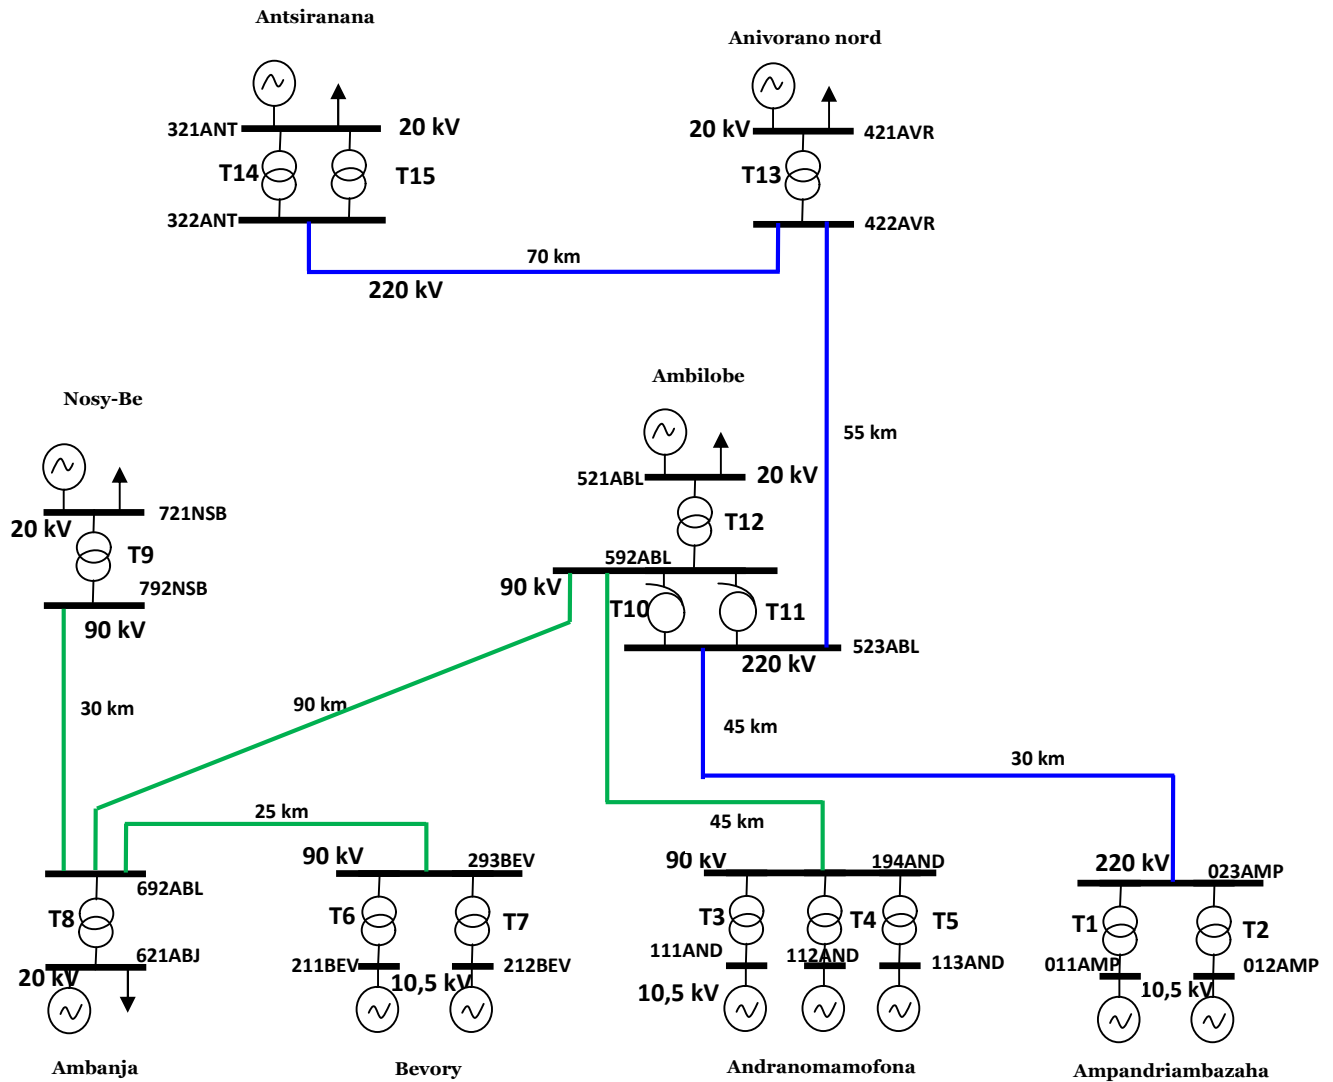 Antsiranana
Anivorano nord
321ANT
20 kV
20 kV
421AVR
T14
T15
T13
322ANT
422AVR
70 km
220 kV
Ambilobe
Nosy-Be
55 km
521ABL
20 kV
20 kV
721NSB
T12
T9
592ABL
792NSB
90 kV
T10
T11
90 kV
523ABL
220 kV
30 km
90 km
45 km
30 km
25 km
45 km
90 kV
293BEV
90 kV
194AND
220 kV
023AMP
692ABL
T8
T6
T7
T3
T4
T5
T1
T2
621ABJ
111AND
112AND
113AND
211BEV
212BEV
011AMP
012AMP
20 kV
10,5 kV
10,5 kV
10,5 kV
Ambanja
Bevory
Andranomamofona
Ampandriambazaha